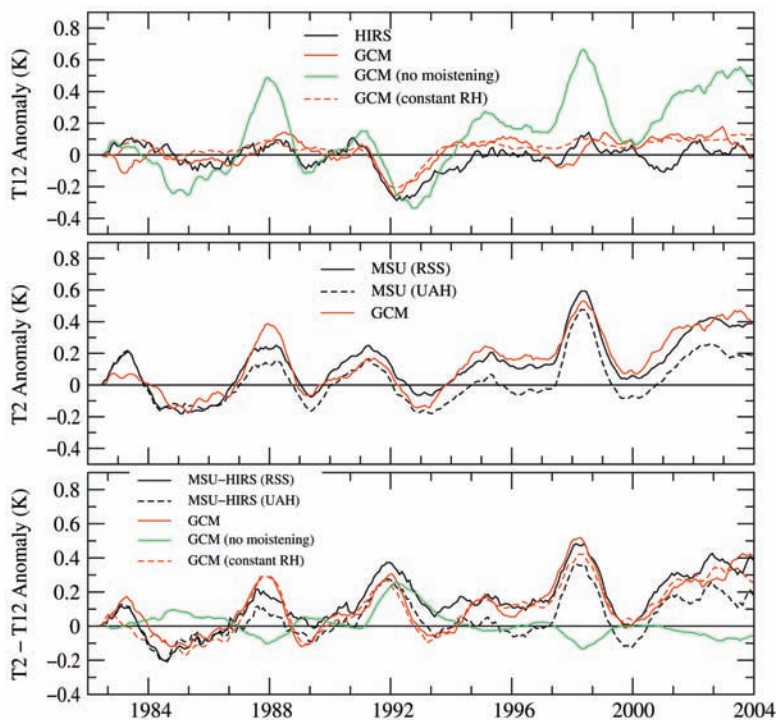 T12 Anomaly (K)
0.8
0.6
0.4
0.2
0
−0.2
−0.4
HIRS
GCM
GCM (no moistening)
GCM (constant RH)
T2 Anomaly (K)
0.8
0.6
0.4
0.2
0
−0.2
−0.4
MSU (RSS)
MSU (UAH)
GCM
T2 − T12 Anomaly (K)
0.8
0.6
0.4
0.2
0
−0.2
−0.4
MSU−HIRS (RSS)
MSU−HIRS (UAH)
GCM
GCM (no moistening)
GCM (constant RH)
1984 1988 1992 1996 2000 2004